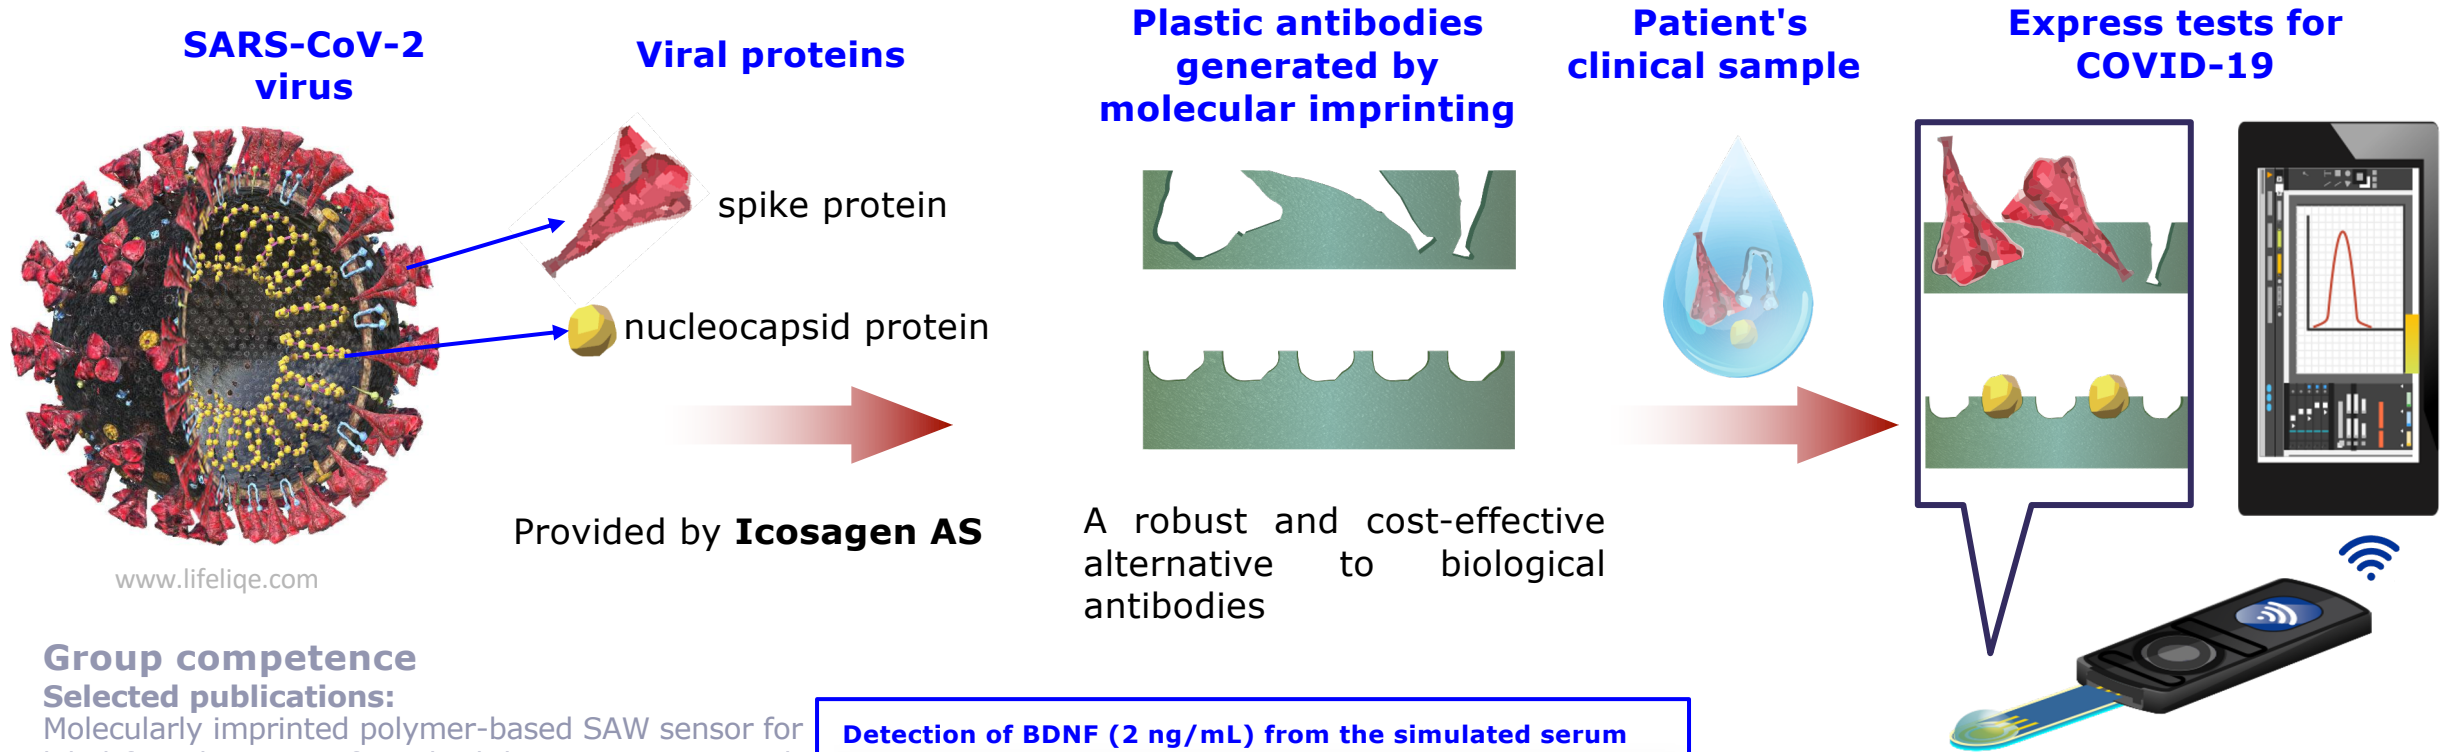 SARS-CoV-2
virus
Viral proteins
Plastic antibodies
generated by
molecular imprinting
Patient's
clinical sample
Express tests for
COVID-19
spike protein
nucleocapsid protein
Provided by Icosagen AS
A robust and cost-effective
alternative to biological
antibodies
www.lifeliqe.com
Group competence
Selected publications:
Molecularly imprinted polymer-based SAW sensor for
Detection of BDNF (2 ng/mL) from the simulated serum